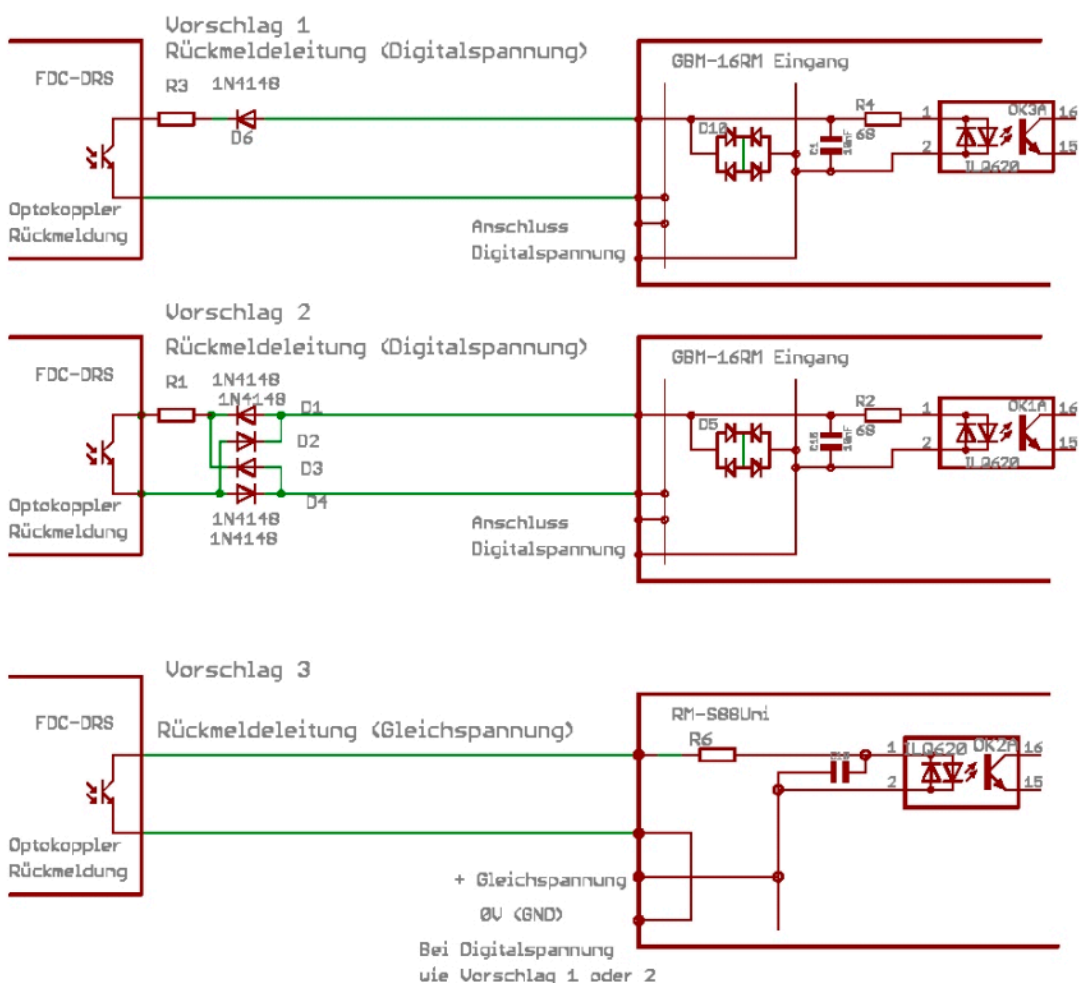 Vorschlag 1
Rückmeldeleitung (Digitalspannung)
FDC-DRS
R3
1N4148
D6
GBM-16RM Eingang
D10
C1
10nF
R4
68
1
2
OK3A
16
15
ILQ620
Optokoppler
Rückmeldung
Anschluss
Digitalspannung
Vorschlag 2
Rückmeldeleitung (Digitalspannung)
FDC-DRS
R1
1N4148
1N4148
D1
D2
D3
D4
1N4148
1N4148
GBM-16RM Eingang
D5
10nF
R2
68
1
2
OK1A
16
15
ILQ620
Optokoppler
Rückmeldung
Anschluss
Digitalspannung
Vorschlag 3
Rückmeldeleitung (Gleichspannung)
FDC-DRS
RM-S88Uni
R6
1
2
ILQ620
OK2A
16
15
Optokoppler
Rückmeldung
+ Gleichspannung
0V (GND)
Bei Digitalspannung
wie Vorschlag 1 oder 2